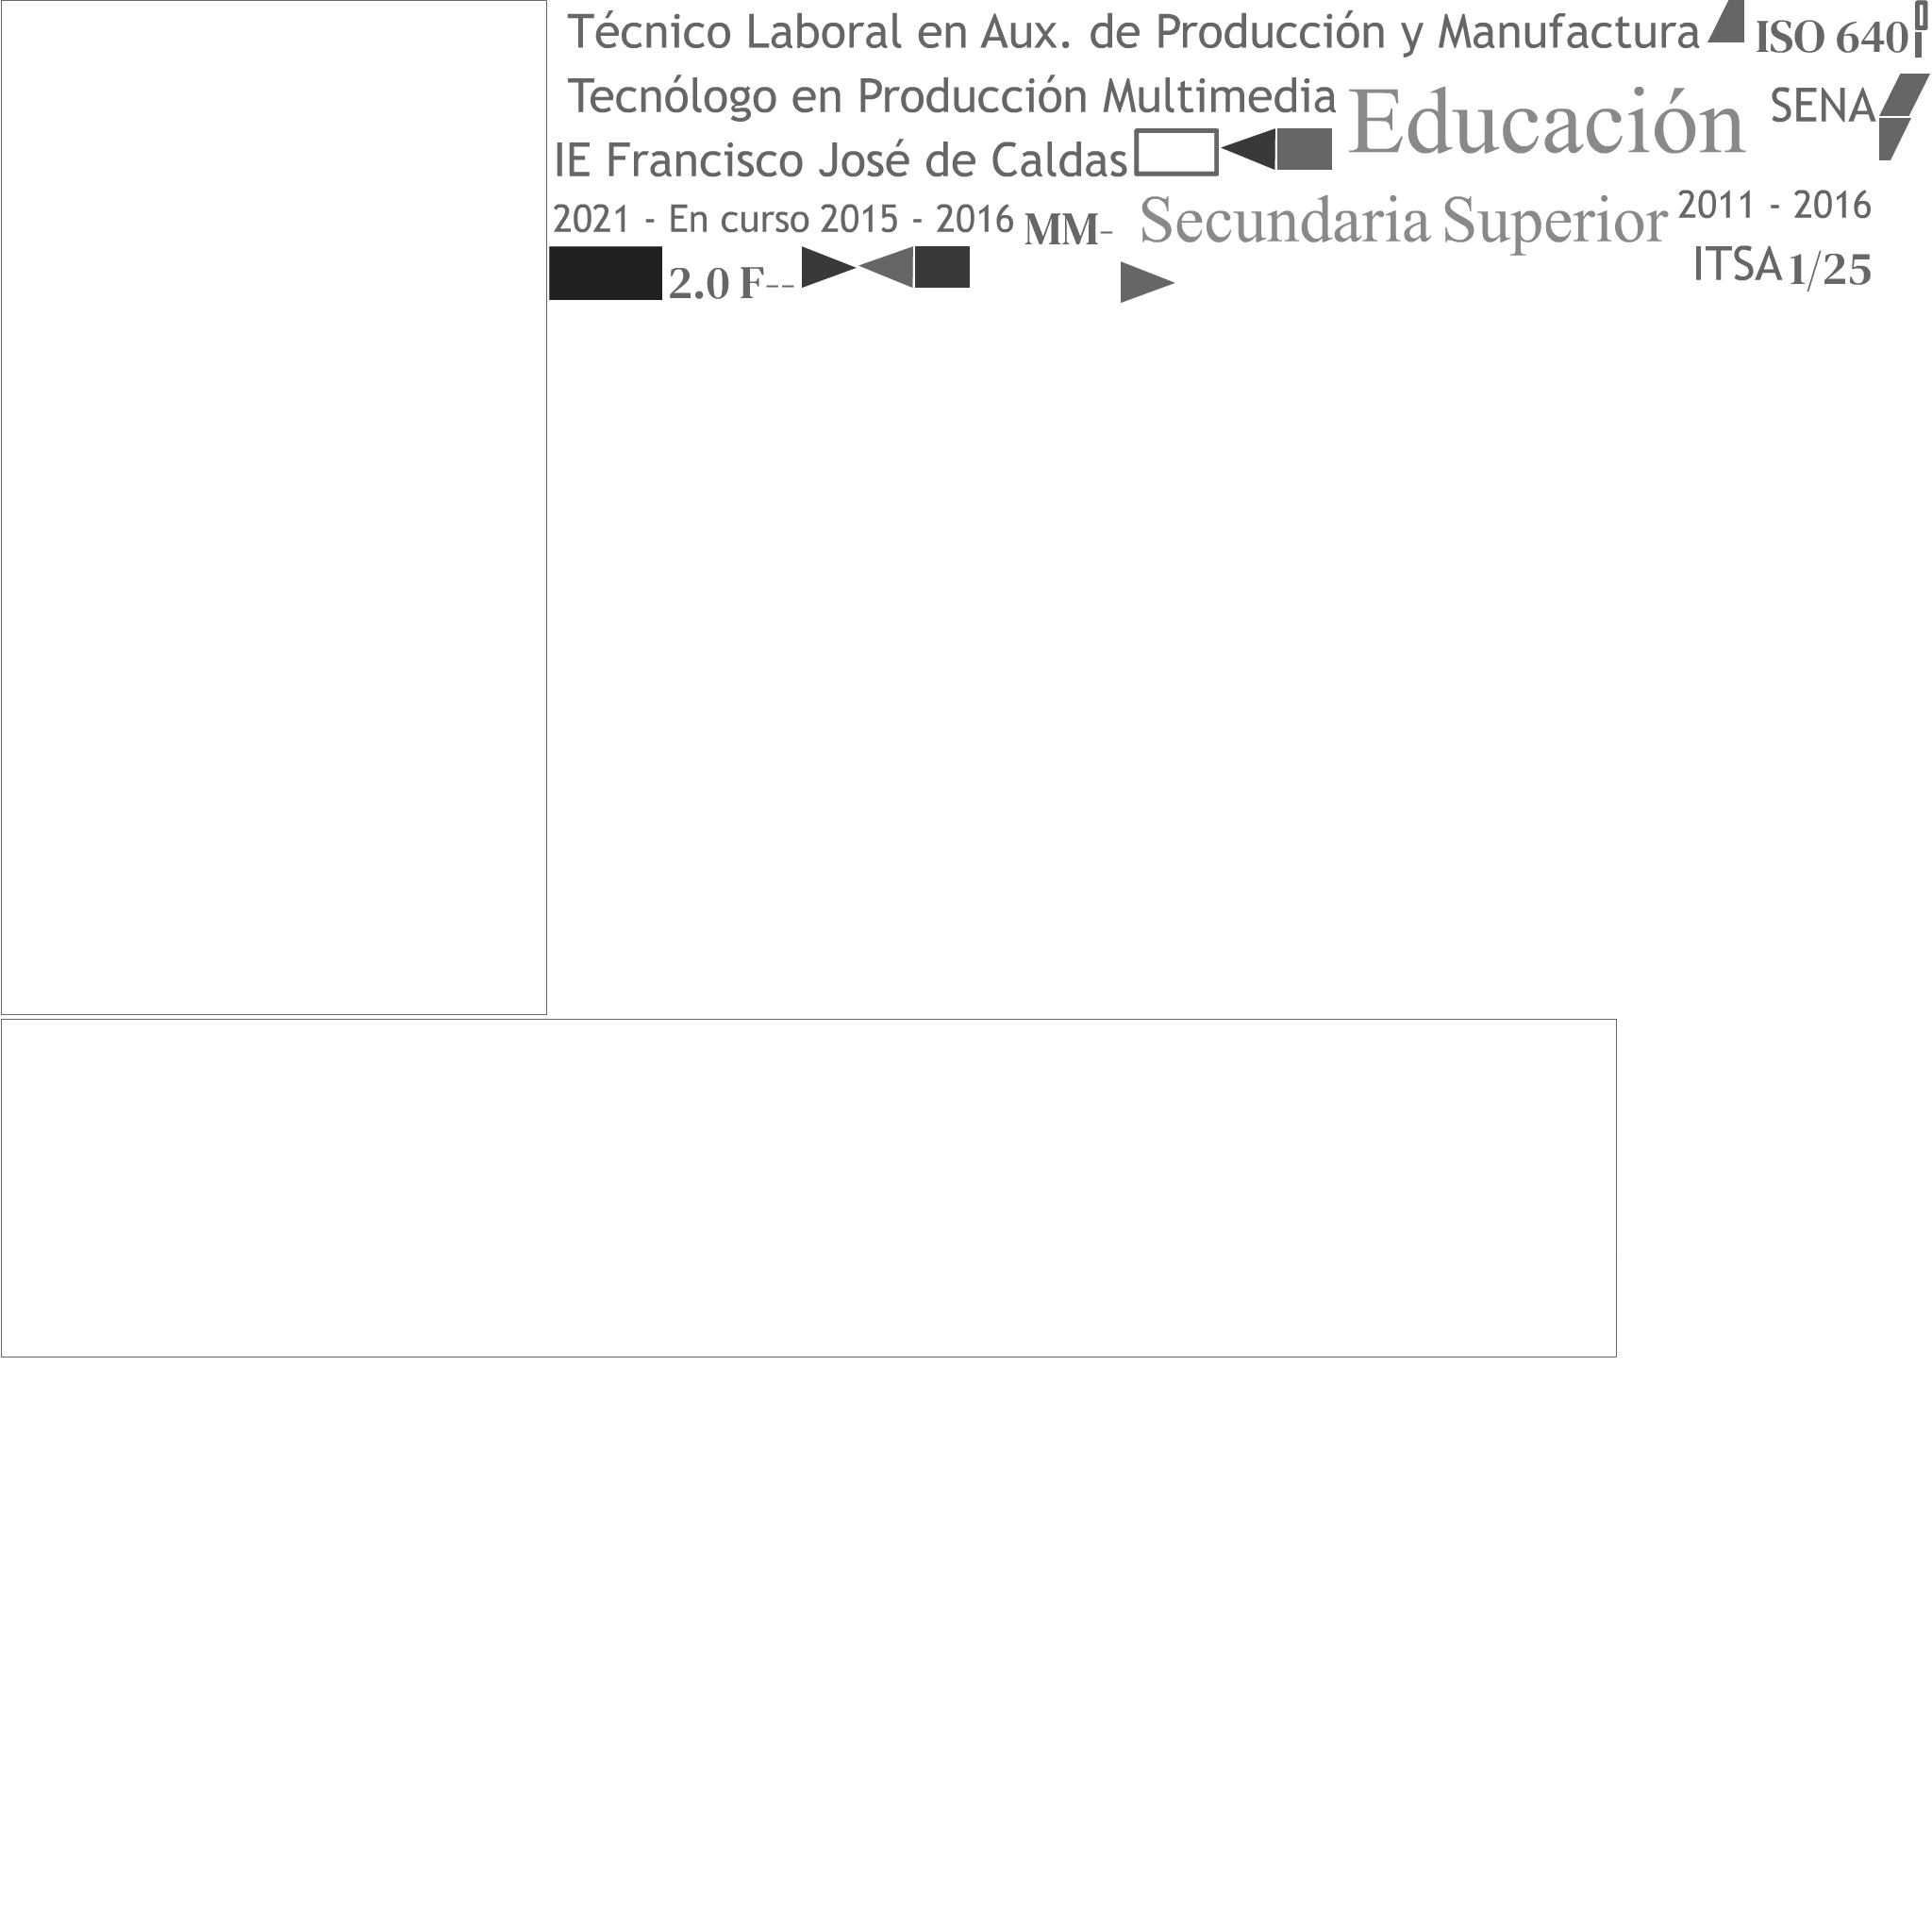 Técnico Laboral en Aux. de Producción y Manufactura
ISO 640
Tecnólogo en Producción Multimedia
Educación
SENA
IE Francisco José de Caldas
2021 - En curso
2015 - 2016
MM-
Secundaria Superior
2011 - 2016
2.0 F--
ITSA
1/25